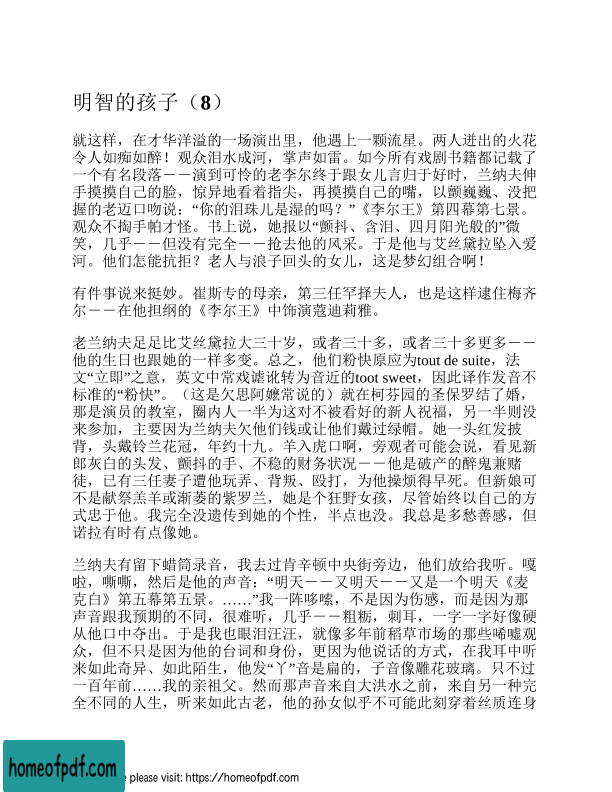 明智的孩子（8）
就这样，在才华洋溢的一场演出里，他遇上一颗流星。两人迸出的火花
令人如痴如醉！观众泪水成河，掌声如雷。如今所有戏剧书籍都记载了
一个有名段落－－演到可怜的老李尔终于跟女儿言归于好时，兰纳夫伸
手摸摸自己的脸，惊异地看着指尖，再摸摸自己的嘴，以颤巍巍、没把
握的老迈口吻说：“你的泪珠儿是湿的吗？”《李尔王》第四幕第七景。
观众不掏手帕才怪。书上说，她报以“颤抖、含泪、四月阳光般的”微
笑，几乎－－但没有完全－－抢去他的风采。于是他与艾丝黛拉坠入爱
河。他们怎能抗拒？老人与浪子回头的女儿，这是梦幻组合啊！
有件事说来挺妙。崔斯专的母亲，第三任罕择夫人，也是这样逮住梅齐
尔－－在他担纲的《李尔王》中饰演蔻迪莉雅。
老兰纳夫足足比艾丝黛拉大三十岁，或者三十多，或者三十多更多－－
他的生日也跟她的一样多变。总之，他们粉快原应为tout de suite，法
文“立即”之意，英文中常戏谑讹转为音近的toot sweet，因此译作发音不
标准的“粉快”。（这是欠思阿嬷常说的）就在柯芬园的圣保罗结了婚，
那是演员的教室，圈内人一半为这对不被看好的新人祝福，另一半则没
来参加，主要因为兰纳夫欠他们钱或让他们戴过绿帽。她一头红发披
背，头戴铃兰花冠，年约十九。羊入虎口啊，旁观者可能会说，看见新
郎灰白的头发、颤抖的手、不稳的财务状况－－他是破产的醉鬼兼赌
徒，已有三任妻子遭他玩弄、背叛、殴打，为他操烦得早死。但新娘可
不是献祭羔羊或渐萎的紫罗兰，她是个狂野女孩，尽管始终以自己的方
式忠于他。我完全没遗传到她的个性，半点也没。我总是多愁善感，但
诺拉有时有点像她。
兰纳夫有留下蜡筒录音，我去过肯辛顿中央街旁边，他们放给我听。嘎
啦，嘶嘶，然后是他的声音：“明天－－又明天－－又是一个明天《麦
克白》第五幕第五景。……”我一阵哆嗦，不是因为伤感，而是因为那
声音跟我预期的不同，很难听，几乎－－粗粝，刺耳，一字一字好像硬
从他口中夺出。于是我也眼泪汪汪，就像多年前稻草市场的那些唏嘘观
众，但不只是因为他的台词和身份，更因为他说话的方式，在我耳中听
来如此奇异、如此陌生，他发“丫”音是扁的，子音像雕花玻璃。只不过
一百年前……我的亲祖父。然而那声音来自大洪水之前，来自另一种完
全不同的人生，听来如此古老，他的孙女似乎不可能此刻穿着丝质连身
homeofpdf.com
e please visit: https://homeofpdf.com